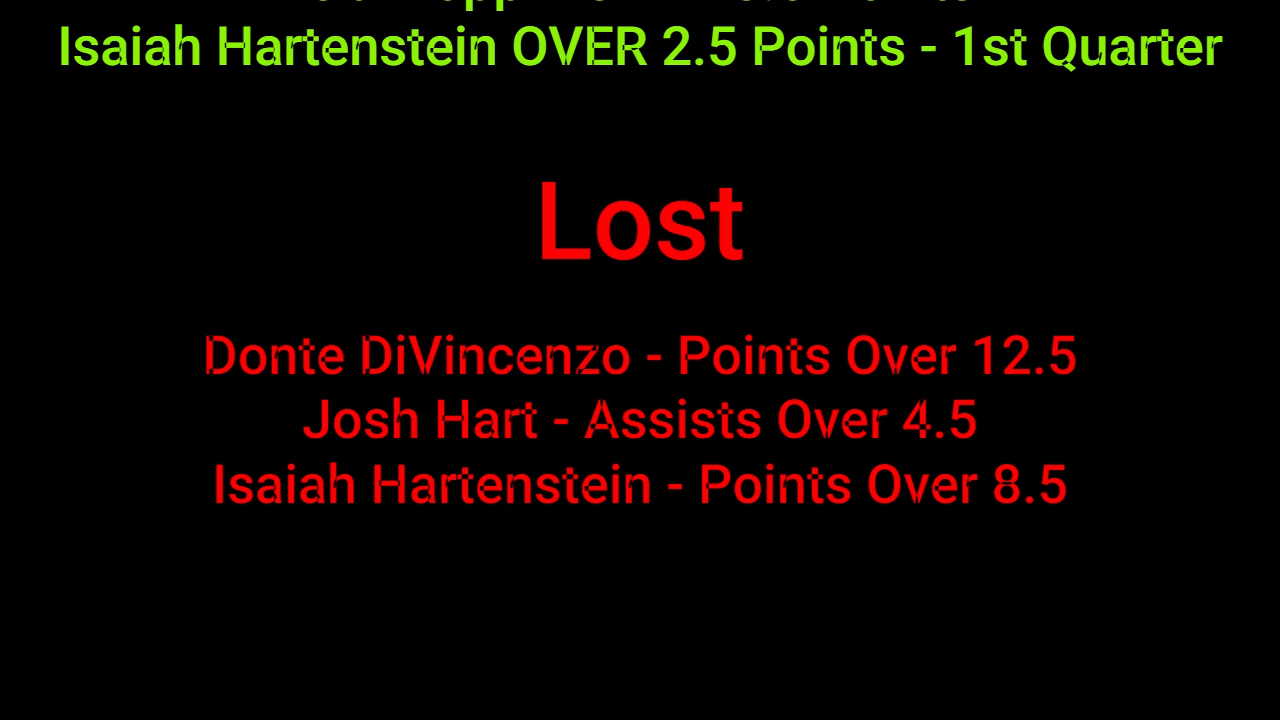 Isaiah Hartenstein OVER 2.5 Points - 1st Quarter
Lost
Donte DiVincenzo - Points Over 12.5
Josh Hart - Assists Over 4.5
Isaiah Hartenstein - Points Over 8.5